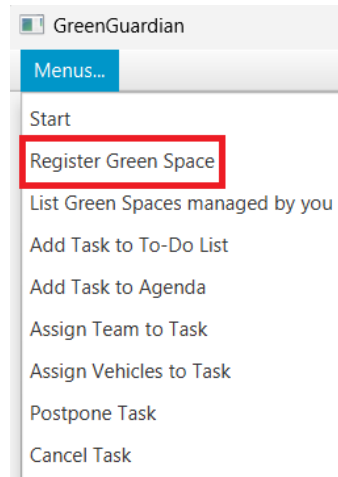 GreenGuardian
Menus...
Start
Register Green Space
List Green Spaces managed by you
Add Task to To-Do List
Add Task to Agenda
Assign Team to Task
Assign Vehicles to Task
Postpone Task
Cancel Task